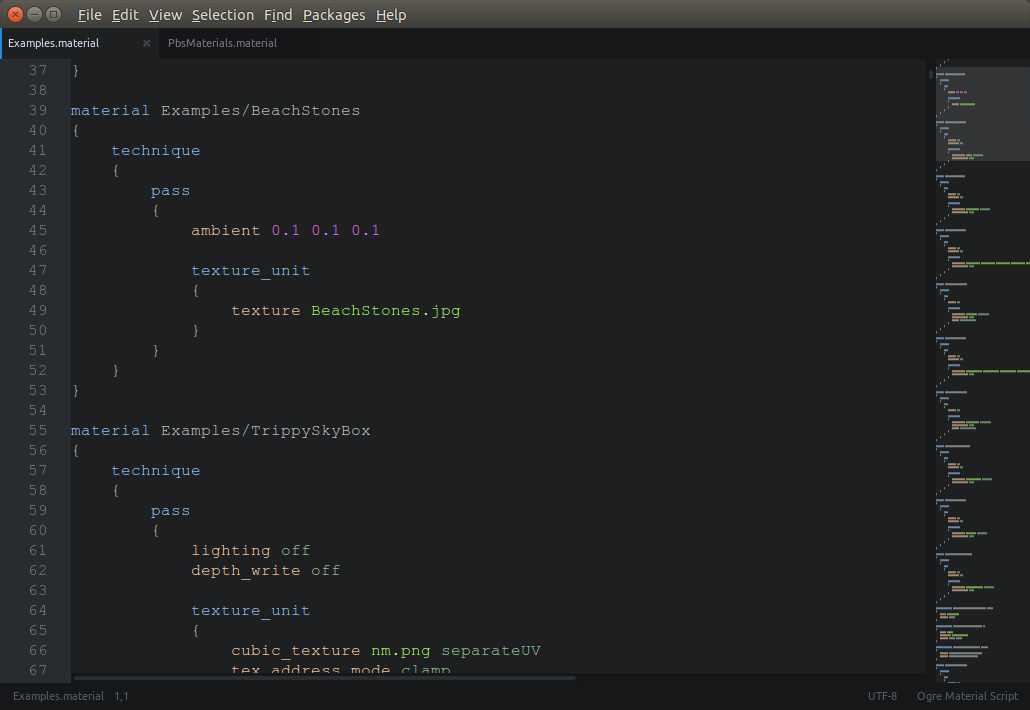 File Edit View Selection Find Packages Help
Examples.material × PbsMaterials.material
37 }
38
39 material Examples/BeachStones
40 {
41 technique
42 {
43 pass
44 {
45 ambient 0.1 0.1 0.1
46
47 texture_unit
48 {
49 texture BeachStones.jpg
50 }
51 }
52 }
53 }
54
55 material Examples/TrippySkyBox
56 {
57 technique
58 {
59 pass
60 {
61 lighting off
62 depth_write off
63
64 texture_unit
65 {
66 cubic_texture nm.png separateUV
67 tex_address_mode clamp
Examples.material 1,1 UTF-8 Ogre Material Script